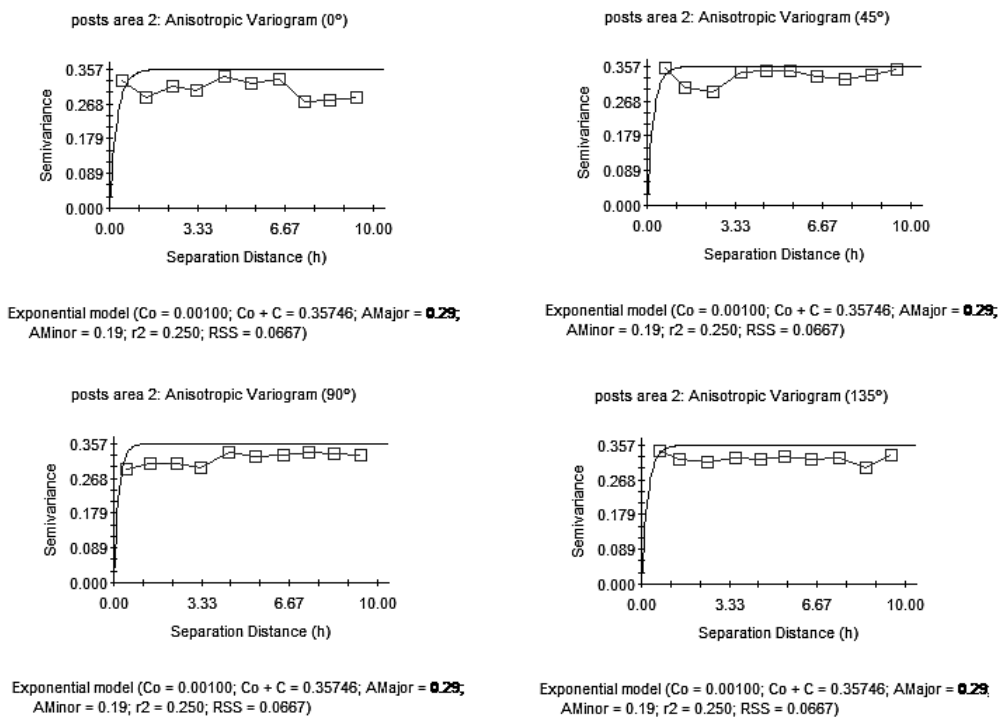 posts area 2: Anisotropic Variogram (0º)
0.357
0.268
0.179
0.089
0.000
Semivariance
0.00 3.33 6.67 10.00
Separation Distance (h)
Exponential model (Co = 0.00100; Co + C = 0.35746; AMajor = 0.29;
AMinor = 0.19; r2 = 0.250; RSS = 0.0667)
posts area 2: Anisotropic Variogram (45º)
0.357
0.268
0.179
0.089
0.000
Semivariance
0.00 3.33 6.67 10.00
Separation Distance (h)
Exponential model (Co = 0.00100; Co + C = 0.35746; AMajor = 0.29;
AMinor = 0.19; r2 = 0.250; RSS = 0.0667)
posts area 2: Anisotropic Variogram (90º)
0.357
0.268
0.179
0.089
0.000
Semivariance
0.00 3.33 6.67 10.00
Separation Distance (h)
Exponential model (Co = 0.00100; Co + C = 0.35746; AMajor = 0.29;
AMinor = 0.19; r2 = 0.250; RSS = 0.0667)
posts area 2: Anisotropic Variogram (135º)
0.357
0.268
0.179
0.089
0.000
Semivariance
0.00 3.33 6.67 10.00
Separation Distance (h)
Exponential model (Co = 0.00100; Co + C = 0.35746; AMajor = 0.29;
AMinor = 0.19; r2 = 0.250; RSS = 0.0667)